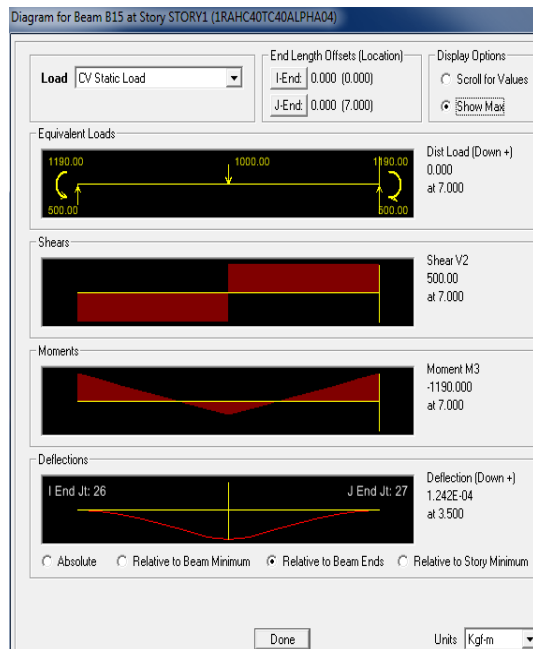 Diagram for Beam B15 at Story STORY1 (1RAHC40TC40ALPHA04)
Load CV Static Load
End Length Offsets (Location)
I-End: 0.000 (0.000)
J-End: 0.000 (7.000)
Display Options
Scroll for Values
Show Max
Equivalent Loads
1190.00 1000.00 1190.00
500.00 500.00
Dist Load (Down +)
0.000
at 7.000
Shears
Shear V2
500.00
at 7.000
Moments
Moment M3
-1190.000
at 7.000
Deflections
I End Jt: 26 J End Jt: 27
Deflection (Down +)
1.242E-04
at 3.500
Absolute Relative to Beam Minimum Relative to Beam Ends Relative to Story Minimum
Done Units Kgf-m